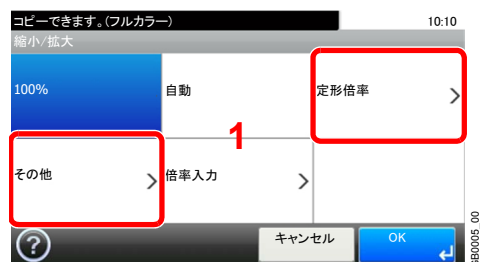 コピーできます。(フルカラー) 10:10
縮小/拡大
100% 自動 定形倍率 >
1
その他 > 倍率入力 >
? キャンセル OK
GB0005_00